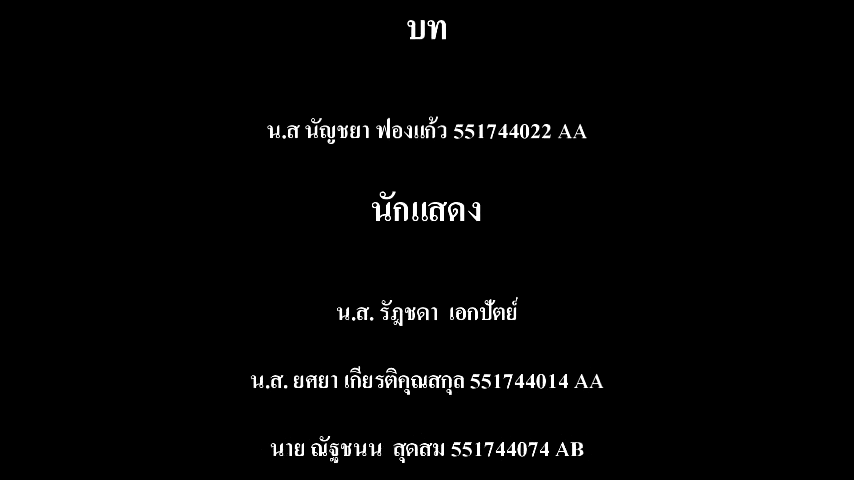 บท
น.ส นัญชยา ฟองแก้ว 551744022 AA
นักแสดง
น.ส. รัฎชดา เอกปัตย์
น.ส. ยศยา เกียรติคุณสกุล 551744014 AA
นาย ณัฐชนน สุดสม 551744074 AB